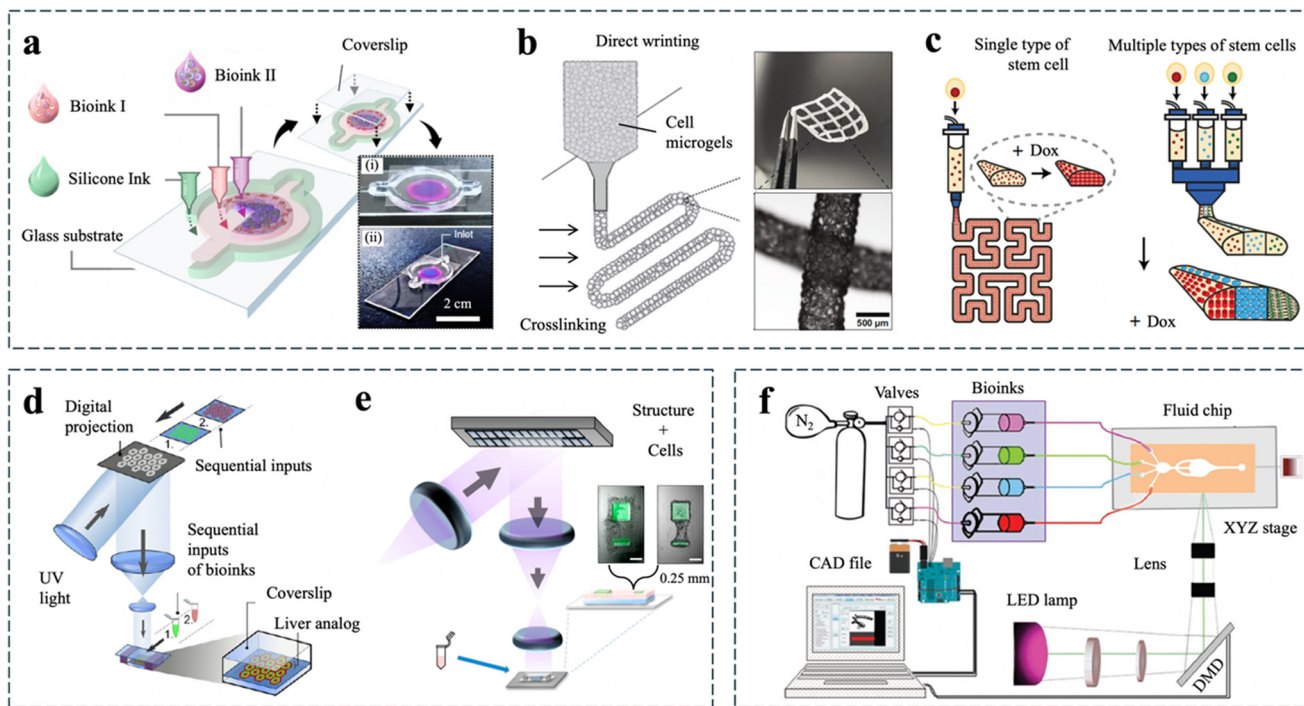 a
Coverslip
Bioink II
Bioink I
Silicone Ink
Glass substrate
(i)
(ii)
Inlet
2 cm
b
Direct wrinting
Cell
microgels
Crosslinking
500 µm
c
Single type of
stem cell
Multiple types of stem cells
+ Dox
+ Dox
d
Digital
projection
2.
1.
Sequential inputs
Sequential
inputs
of bioinks
UV
light
1.
2.
Coverslip
Liver analog
e
Structure
+
Cells
0.25 mm
f
Valves
Bioinks
N2
Fluid chip
XYZ stage
CAD file
Lens
LED lamp
DMD